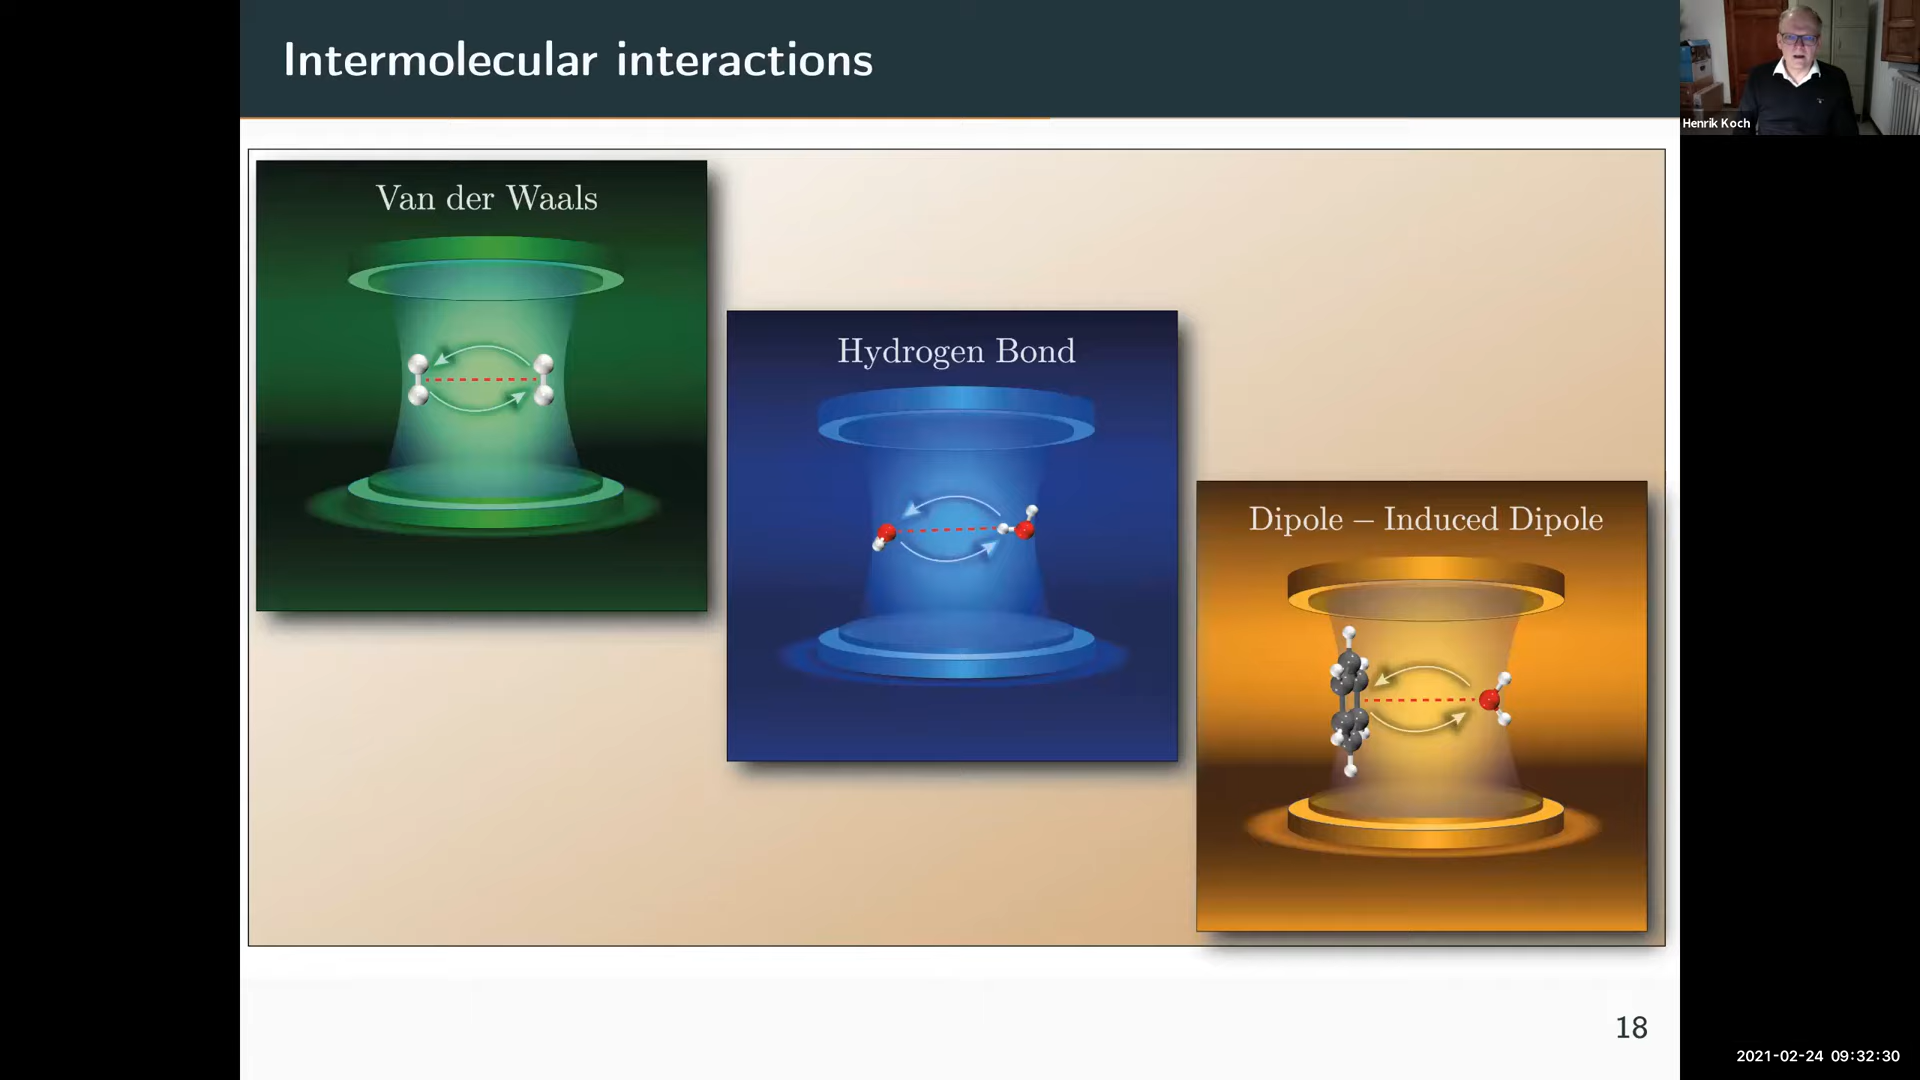 Intermolecular interactions
Henrik Koch
Van der Waals
Hydrogen Bond
Dipole – Induced Dipole
18
2021-02-24 09:32:30